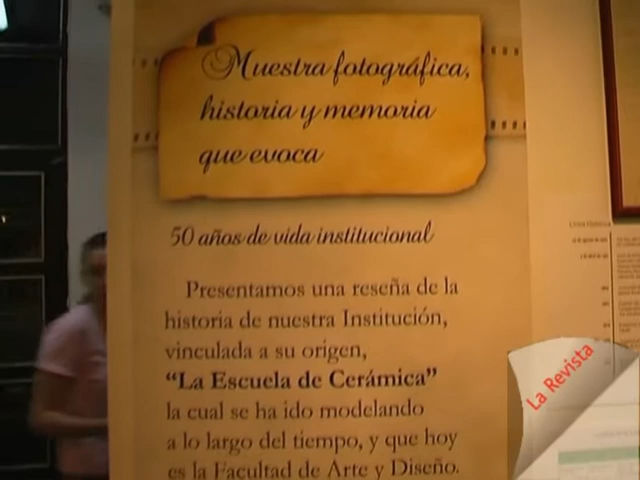 Muestra fotográfica,
historia y memoria
que evoca
50 años de vida institucional
Presentamos una reseña de la
historia de nuestra Institución,
vinculada a su origen,
“La Escuela de Cerámica”
la cual se ha ido modelando
a lo largo del tiempo, y que hoy
es la Facultad de Arte y Diseño.
La Revista